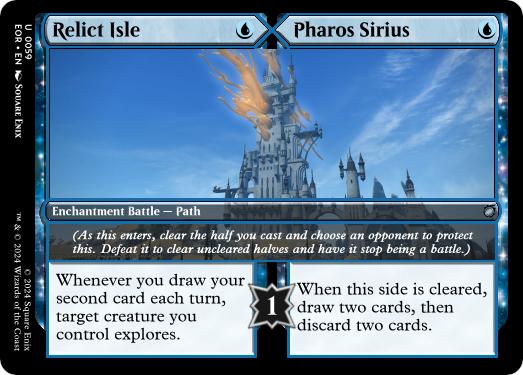 Relict Isle
Pharos Sirius
Enchantment Battle — Path
(As this enters, clear the half you cast and choose an opponent to protect
this. Defeat it to clear uncleared halves and have it stop being a battle.)
Whenever you draw your
second card each turn,
target creature you
control explores.
1
When this side is cleared,
draw two cards, then
discard two cards.
U 0059
EOR • EN SQUARE ENIX
™ & © 2024 Wizards of the Coast
© 2024 Square Enix